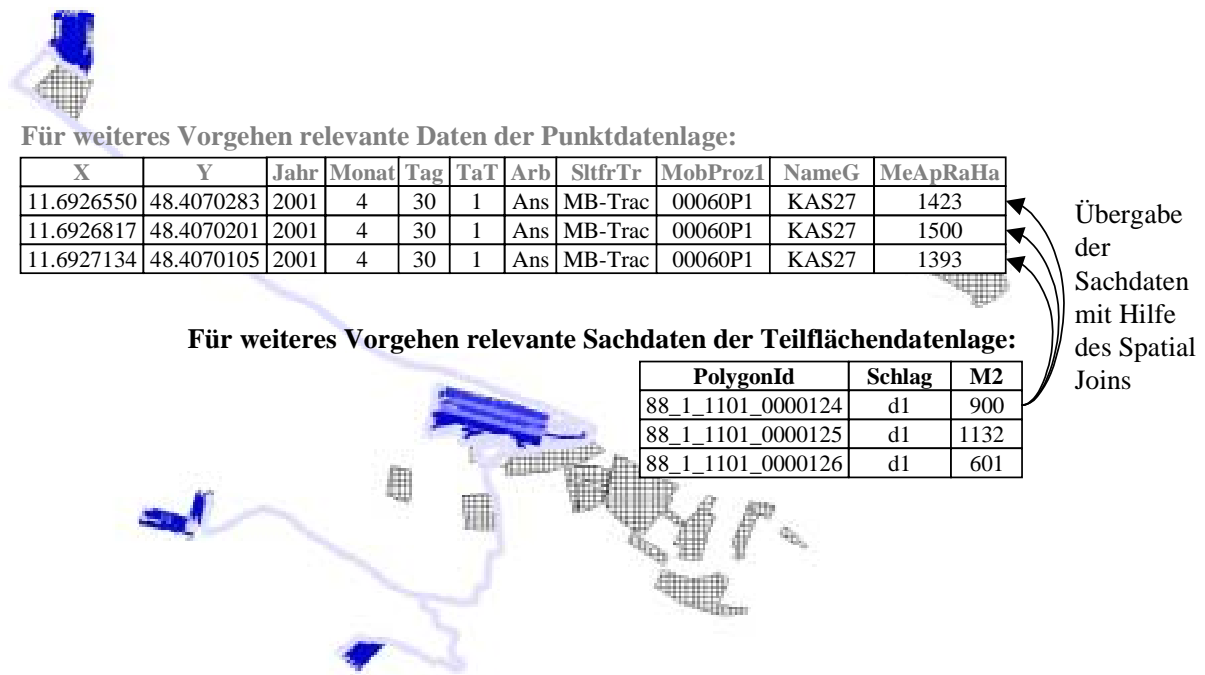 Für weiteres Vorgehen relevante Daten der Punktdatenlage:
X Y Jahr Monat Tag TaT Arb SltfrTr MobProz1 NameG MeApRaHa
11.6926550 48.4070283 2001 4 30 1 Ans MB-Trac 00060P1 KAS27 1423
11.6926817 48.4070201 2001 4 30 1 Ans MB-Trac 00060P1 KAS27 1500
11.6927134 48.4070105 2001 4 30 1 Ans MB-Trac 00060P1 KAS27 1393
Übergabe
der
Sachdaten
mit Hilfe
des Spatial
Joins
Für weiteres Vorgehen relevante Sachdaten der Teilflächendatenlage:
PolygonId Schlag M2
88_1_1101_0000124 d1 900
88_1_1101_0000125 d1 1132
88_1_1101_0000126 d1 601